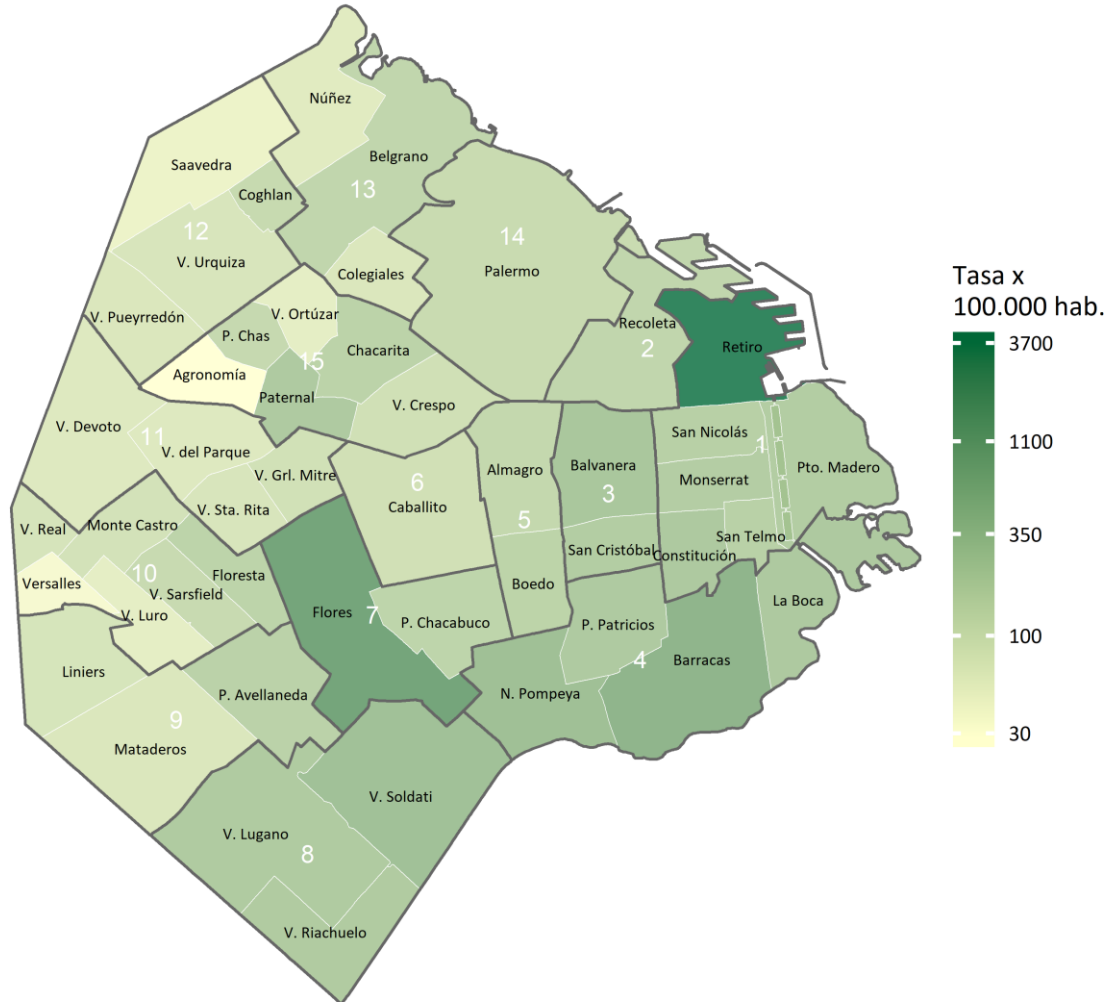 Núñez
Saavedra
Belgrano
Coghlan
13
12
V. Urquiza
14
Palermo
Colegiales
V. Pueyrredón
V. Ortúzar
P. Chas
Chacarita
15
Agronomía
Paternal
V. Crespo
Recoleta
2
Retiro
Tasa x
100.000 hab.
3700
1100
350
100
30
V. Devoto
11
V. del Parque
V. Grl. Mitre
V. Sta. Rita
6
Caballito
Almagro
5
Balvanera
3
San Nicolás
1
Monserrat
Pto. Madero
San Telmo
Constitución
San Cristóbal
Boedo
V. Real
Monte Castro
Versalles
10
V. Sarsfield
Floresta
V. Luro
Flores
7
P. Chacabuco
P. Patricios
4
Barracas
La Boca
Liniers
P. Avellaneda
9
Mataderos
N. Pompeya
V. Soldati
V. Lugano
8
V. Riachuelo